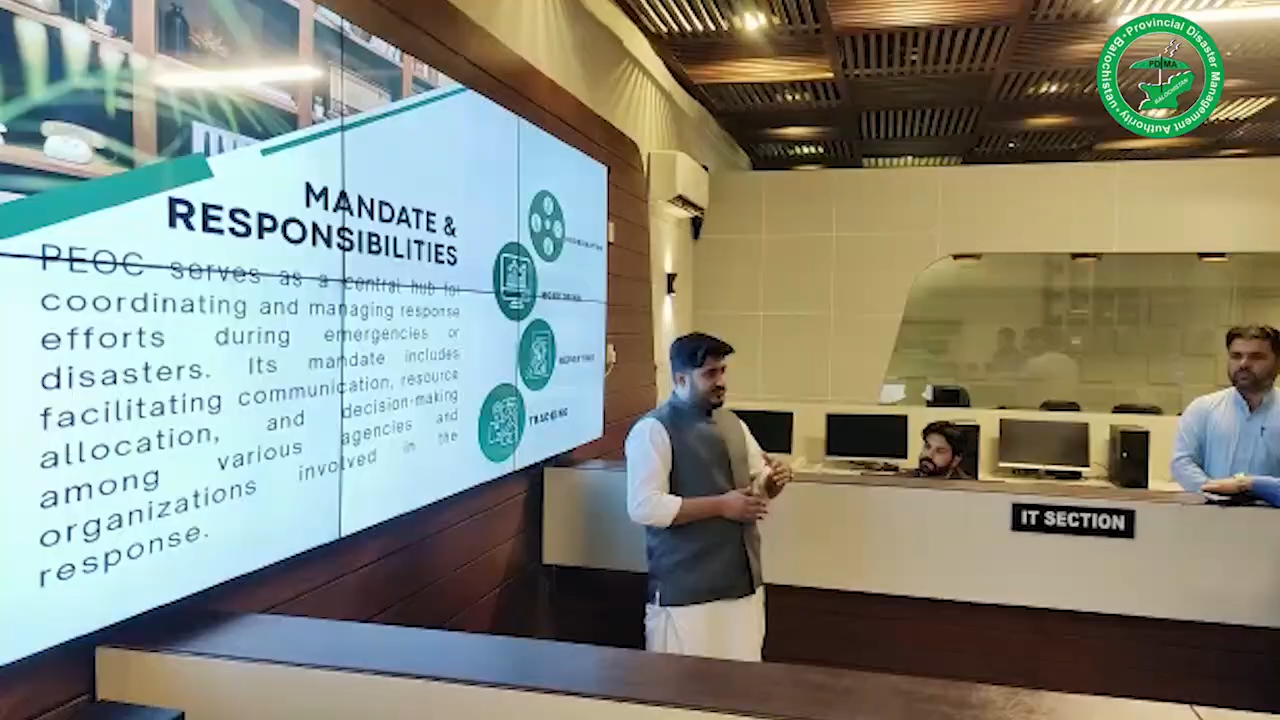 MANDATE &
RESPONSIBILITIES
PEOC serves as a central hub for
coordinating and managing response
efforts during emergencies or
disasters. Its mandate includes
facilitating communication, resource
allocation, and decision-making
among various agencies and
organizations involved in the
response.
REPORTING
TRACKING
IT SECTION
Provincial Disaster Management Authority Balochistan
PDMA
BALOCHISTAN